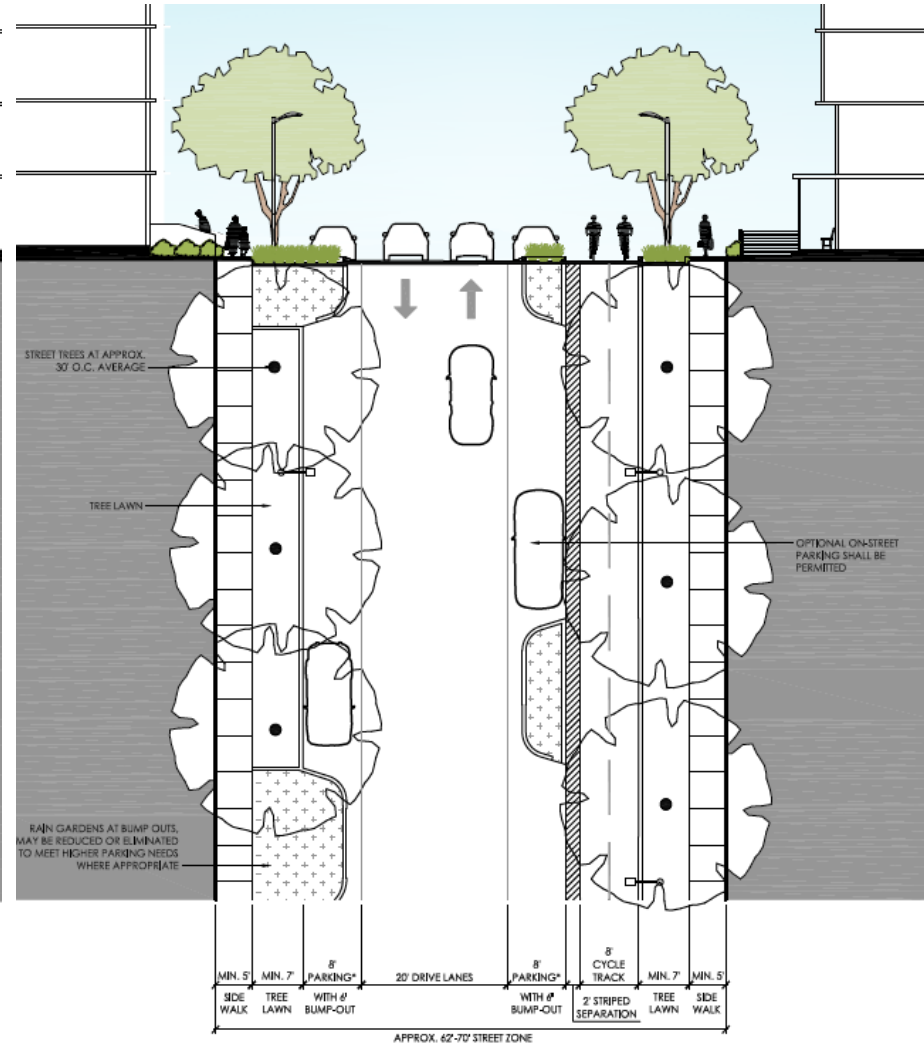 STREET TREES AT APPROX.
30' O.C. AVERAGE
TREE LAWN
OPTIONAL ON-STREET
PARKING SHALL BE
PERMITTED
RAIN GARDENS AT BUMP OUTS,
MAY BE REDUCED OR ELIMINATED
TO MEET HIGHER PARKING NEEDS
WHERE APPROPRIATE
MIN. 5'
SIDE
WALK
MIN. 7'
TREE
LAWN
8'
PARKING*
WITH 6'
BUMP-OUT
20' DRIVE LANES
8'
PARKING*
WITH 6'
BUMP-OUT
2' STRIPED
SEPARATION
8'
CYCLE
TRACK
MIN. 7'
TREE
LAWN
MIN. 5'
SIDE
WALK
APPROX. 62'-70' STREET ZONE